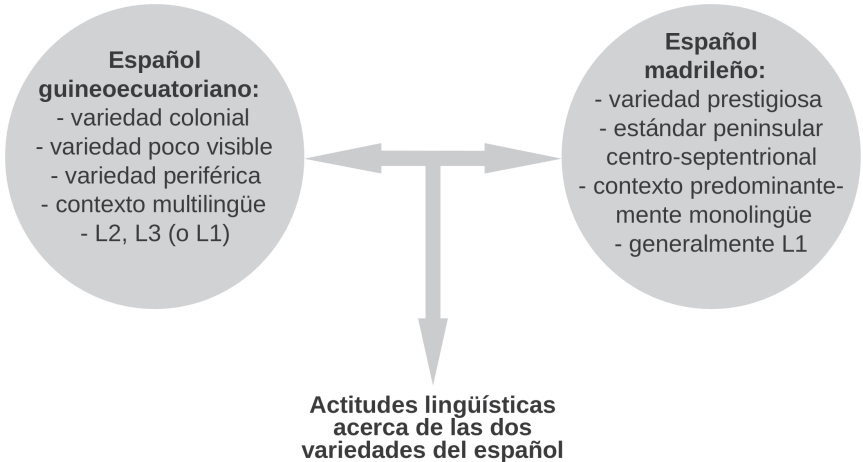 Español
guineoecuatoriano:
- variedad colonial
- variedad poco visible
- variedad periférica
- contexto multilingüe
- L2, L3 (o L1)
Español
madrileño:
- variedad prestigiosa
- estándar peninsular
centro-septentrional
- contexto predominante-
mente monolingüe
- generalmente L1
Actitudes lingüísticas
acerca de las dos
variedades del español